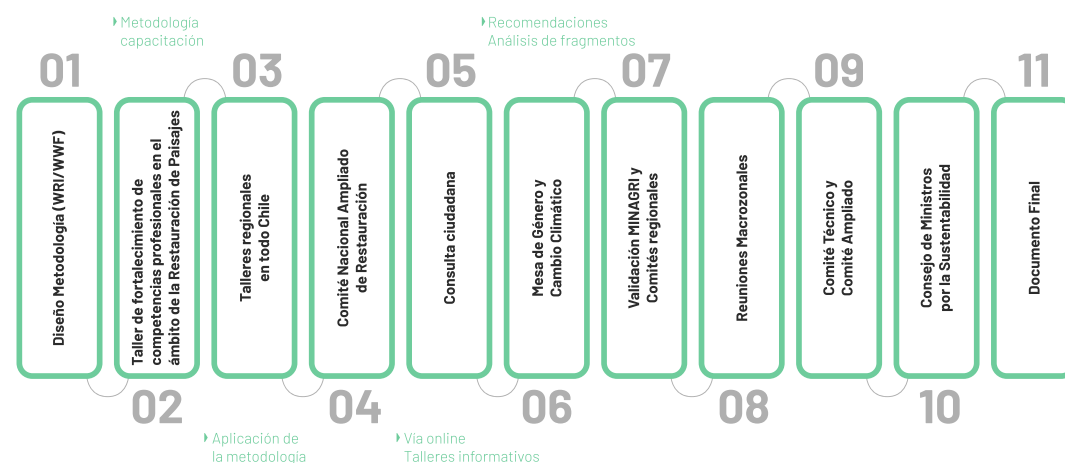 Metodología
capacitación
Recomendaciones
Análisis de fragmentos
01
03
05
07
09
11
Diseño Metodología (WRI/WWF)
Taller de fortalecimiento de
competencias profesionales en el
ámbito de la Restauración de Paisajes
Talleres regionales
en todo Chile
Comité Nacional Ampliado
de Restauración
Consulta ciudadana
Mesa de Género y
Cambio Climático
Validación MINAGRI y
Comités regionales
Reuniones Macrozonales
Comité Técnico y
Comité Ampliado
Consejo de Ministros
por la Sustentabilidad
Documento Final
02
04
06
08
10
Aplicación de
la metodología
Vía online
Talleres informativos